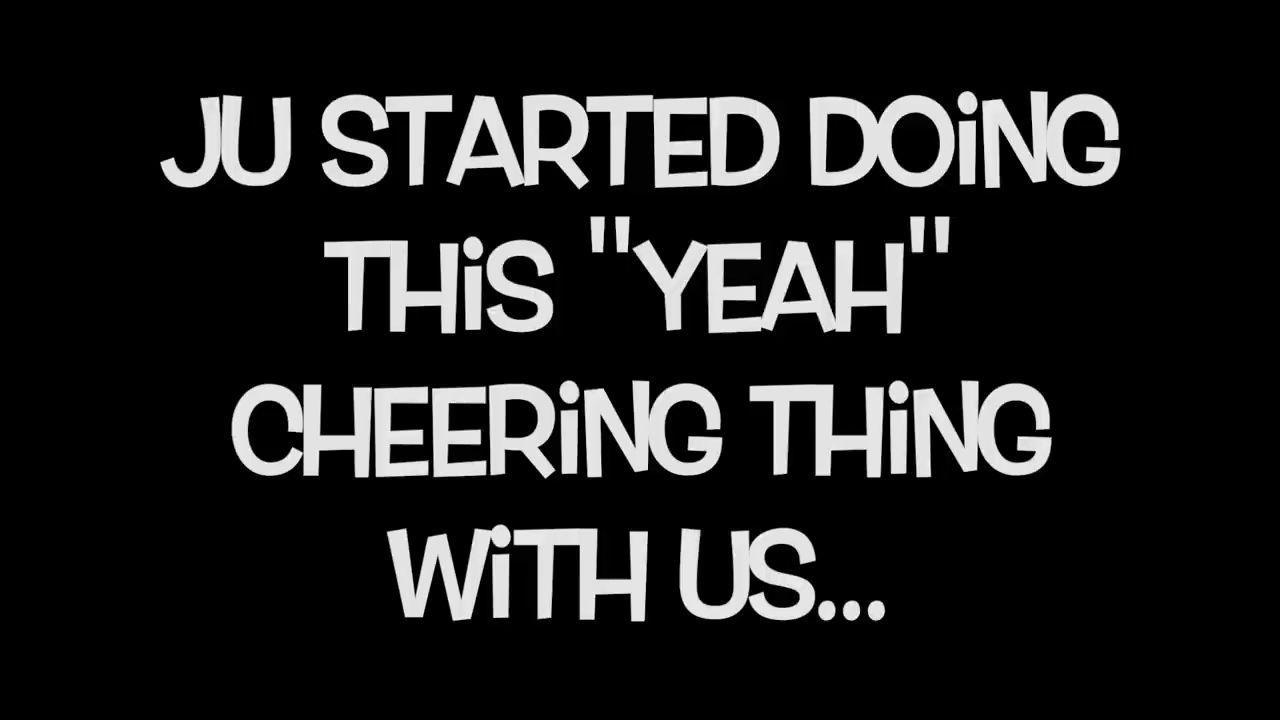 JU STARTED DOING
THIS "YEAH"
CHEERING THING
WITH US...